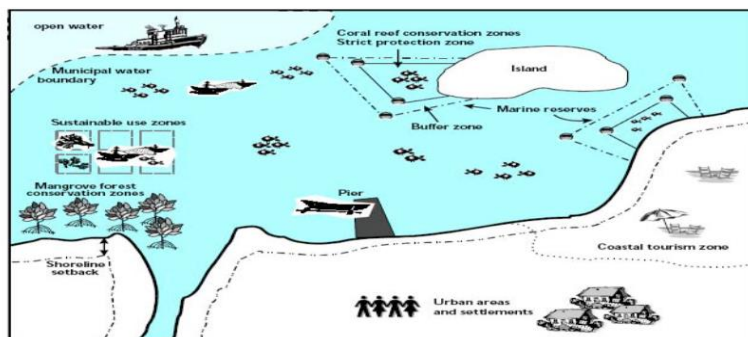 open water
Coral reef conservation zones
Strict protection zone
Municipal water
boundary
Island
Marine reserves
Buffer zone
Sustainable use zones
Mangrove forest
conservation zones
Pier
Shoreline
setback
Coastal tourism zone
Urban areas
and settlements